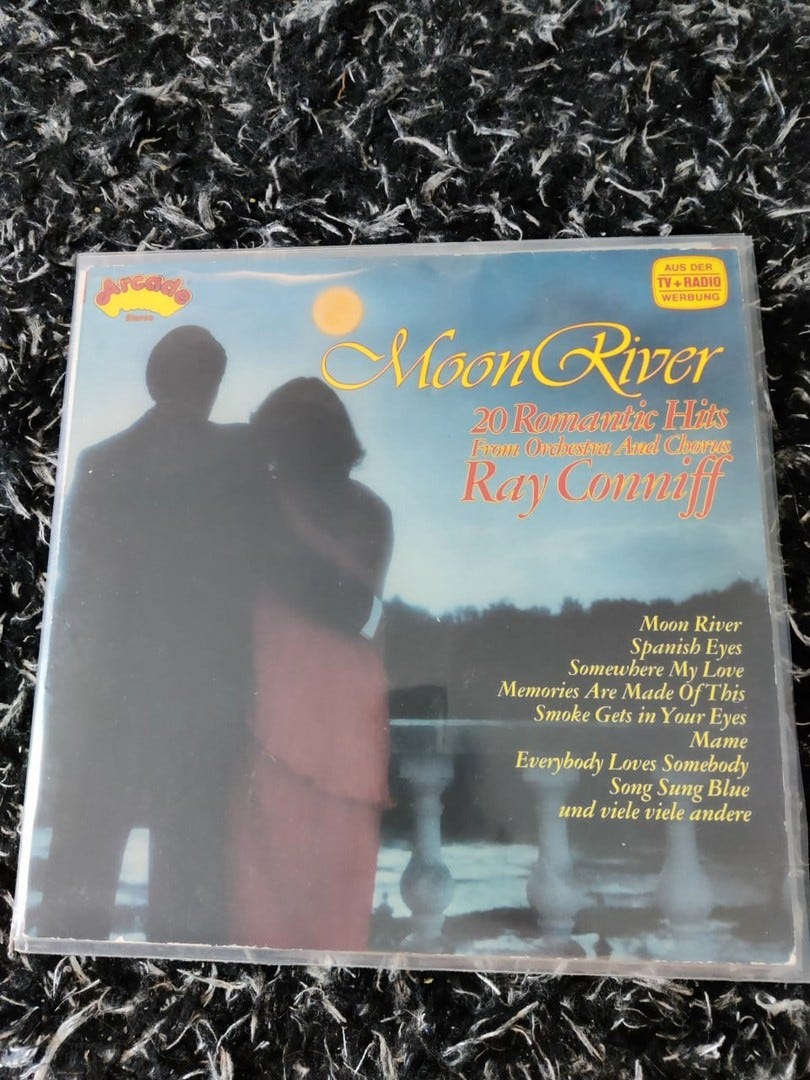 Arcade
Stereo
AUS DER
TV + RADIO
WERBUNG
Moon River
20 Romantic Hits
From Orchestra And Chorus
Ray Conniff
Moon River
Spanish Eyes
Somewhere My Love
Memories Are Made Of This
Smoke Gets in Your Eyes
Mame
Everybody Loves Somebody
Song Sung Blue
und viele viele andere